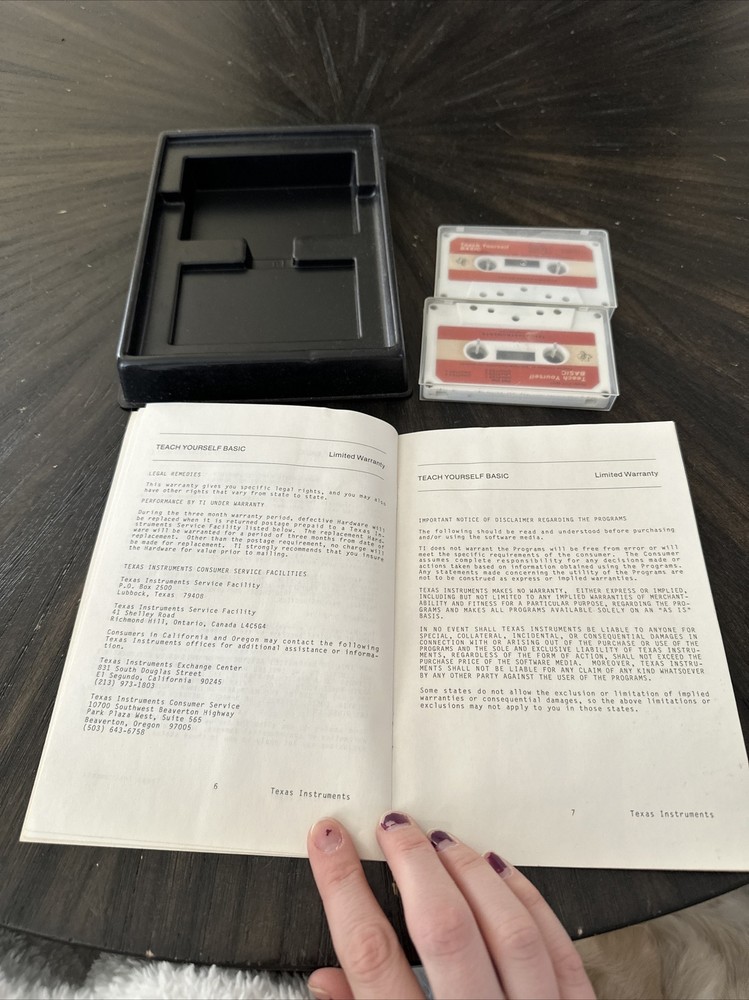 Teach Yourself
BASIC
Teach Yourself
BASIC
TEACH YOURSELF BASIC
Limited Warranty
LEGAL REMEDIES
This warranty gives you specific legal rights, and you may also
have other rights that vary from state to state.
PERFORMANCE BY TI UNDER WARRANTY
During the three month warranty period, defective Hardware will
be replaced when it is returned postage prepaid to a Texas In-
struments Service Facility listed below. The replacement Hard-
ware will be warranted for a period of three months from date of
replacement. Other than the postage requirement, no charge will
be made for replacement. TI strongly recommends that you insure
the Hardware for value prior to mailing.
TEXAS INSTRUMENTS CONSUMER SERVICE FACILITIES
Texas Instruments Service Facility
P.O. Box 2500
Lubbock, Texas 79408
Texas Instruments Service Facility
41 Shelley Road
Richmond Hill, Ontario, Canada L4C5G4
Consumers in California and Oregon may contact the following
Texas Instruments offices for additional assistance or informa-
tion.
Texas Instruments Exchange Center
831 South Douglas Street
El Segundo, California 90245
(213) 973-1803
Texas Instruments Consumer Service
10700 Southwest Beaverton Highway
Park Plaza West, Suite 565
Beaverton, Oregon 97005
(503) 643-6758
6
Texas Instruments
TEACH YOURSELF BASIC
Limited Warranty
IMPORTANT NOTICE OF DISCLAIMER REGARDING THE PROGRAMS
The following should be read and understood before purchasing
and/or using the software media.
TI does not warrant the Programs will be free from error or will
meet the specific requirements of the consumer. The Consumer
assumes complete responsibility for any decisions made or
actions taken based on information obtained using the Programs.
Any statements made concerning the utility of the Programs are
not to be construed as express or implied warranties.
TEXAS INSTRUMENTS MAKES NO WARRANTY, EITHER EXPRESS OR IMPLIED,
INCLUDING BUT NOT LIMITED TO ANY IMPLIED WARRANTIES OF MERCHANT-
ABILITY AND FITNESS FOR A PARTICULAR PURPOSE, REGARDING THE PRO-
GRAMS AND MAKES ALL PROGRAMS AVAILABLE SOLELY ON AN "AS IS"
BASIS.
IN NO EVENT SHALL TEXAS INSTRUMENTS BE LIABLE TO ANYONE FOR
SPECIAL, COLLATERAL, INCIDENTAL, OR CONSEQUENTIAL DAMAGES IN
CONNECTION WITH OR ARISING OUT OF THE PURCHASE OR USE OF THE
PROGRAMS AND THE SOLE AND EXCLUSIVE LIABILITY OF TEXAS INSTRU-
MENTS, REGARDLESS OF THE FORM OF ACTION, SHALL NOT EXCEED THE
PURCHASE PRICE OF THE SOFTWARE MEDIA. MOREOVER, TEXAS INSTRU-
MENTS SHALL NOT BE LIABLE FOR ANY CLAIM OF ANY KIND WHATSOEVER
BY ANY OTHER PARTY AGAINST THE USER OF THE PROGRAMS.
Some states do not allow the exclusion or limitation of implied
warranties or consequential damages, so the above limitations or
exclusions may not apply to you in those states.
7
Texas Instruments